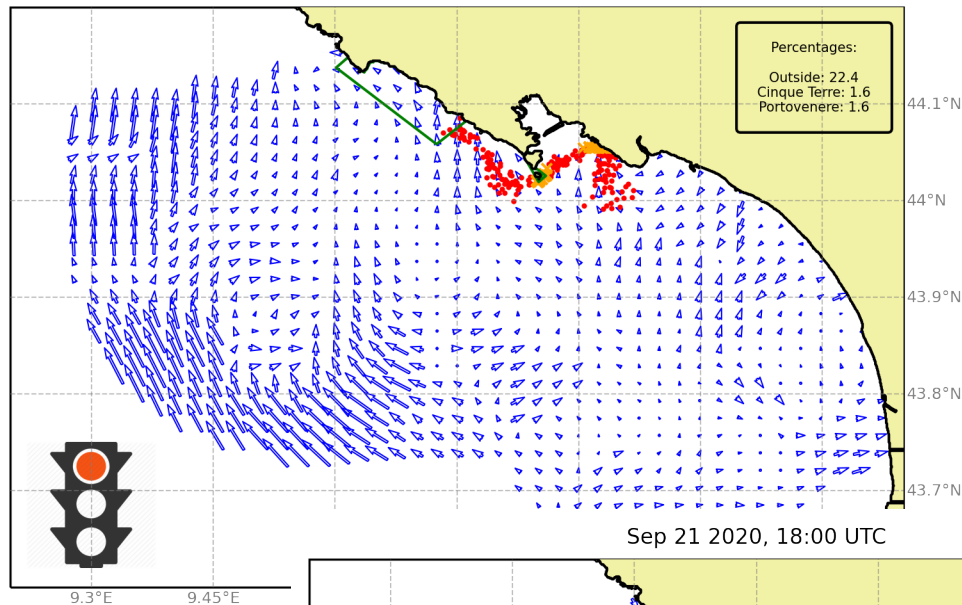 Percentages:
Outside: 22.4
Cinque Terre: 1.6
Portovenere: 1.6
44.1°N
44°N
43.9°N
43.8°N
43.7°N
Sep 21 2020, 18:00 UTC
9.3°E
9.45°E